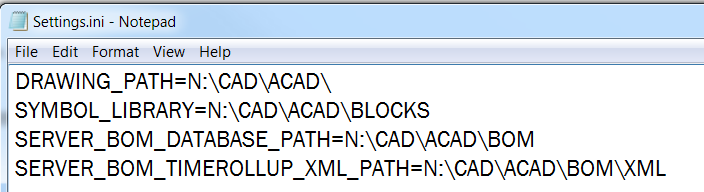 Settings.ini - Notepad
File Edit Format View Help
DRAWING_PATH=N:\CAD\ACAD\
SYMBOL_LIBRARY=N:\CAD\ACAD\BLOCKS
SERVER_BOM_DATABASE_PATH=N:\CAD\ACAD\BOM
SERVER_BOM_TIMEROLLUP_XML_PATH=N:\CAD\ACAD\BOM\XML